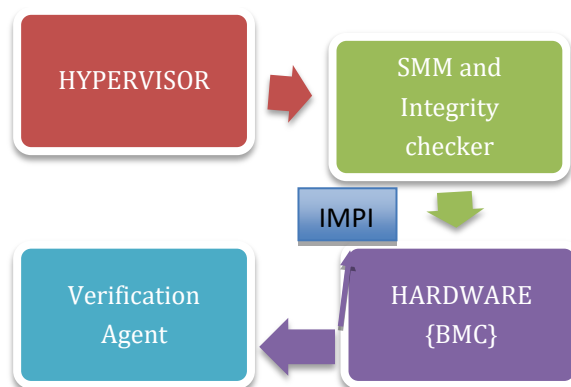 HYPERVISOR
SMM and
Integrity
checker
IMPI
Verification
Agent
HARDWARE
{BMC}